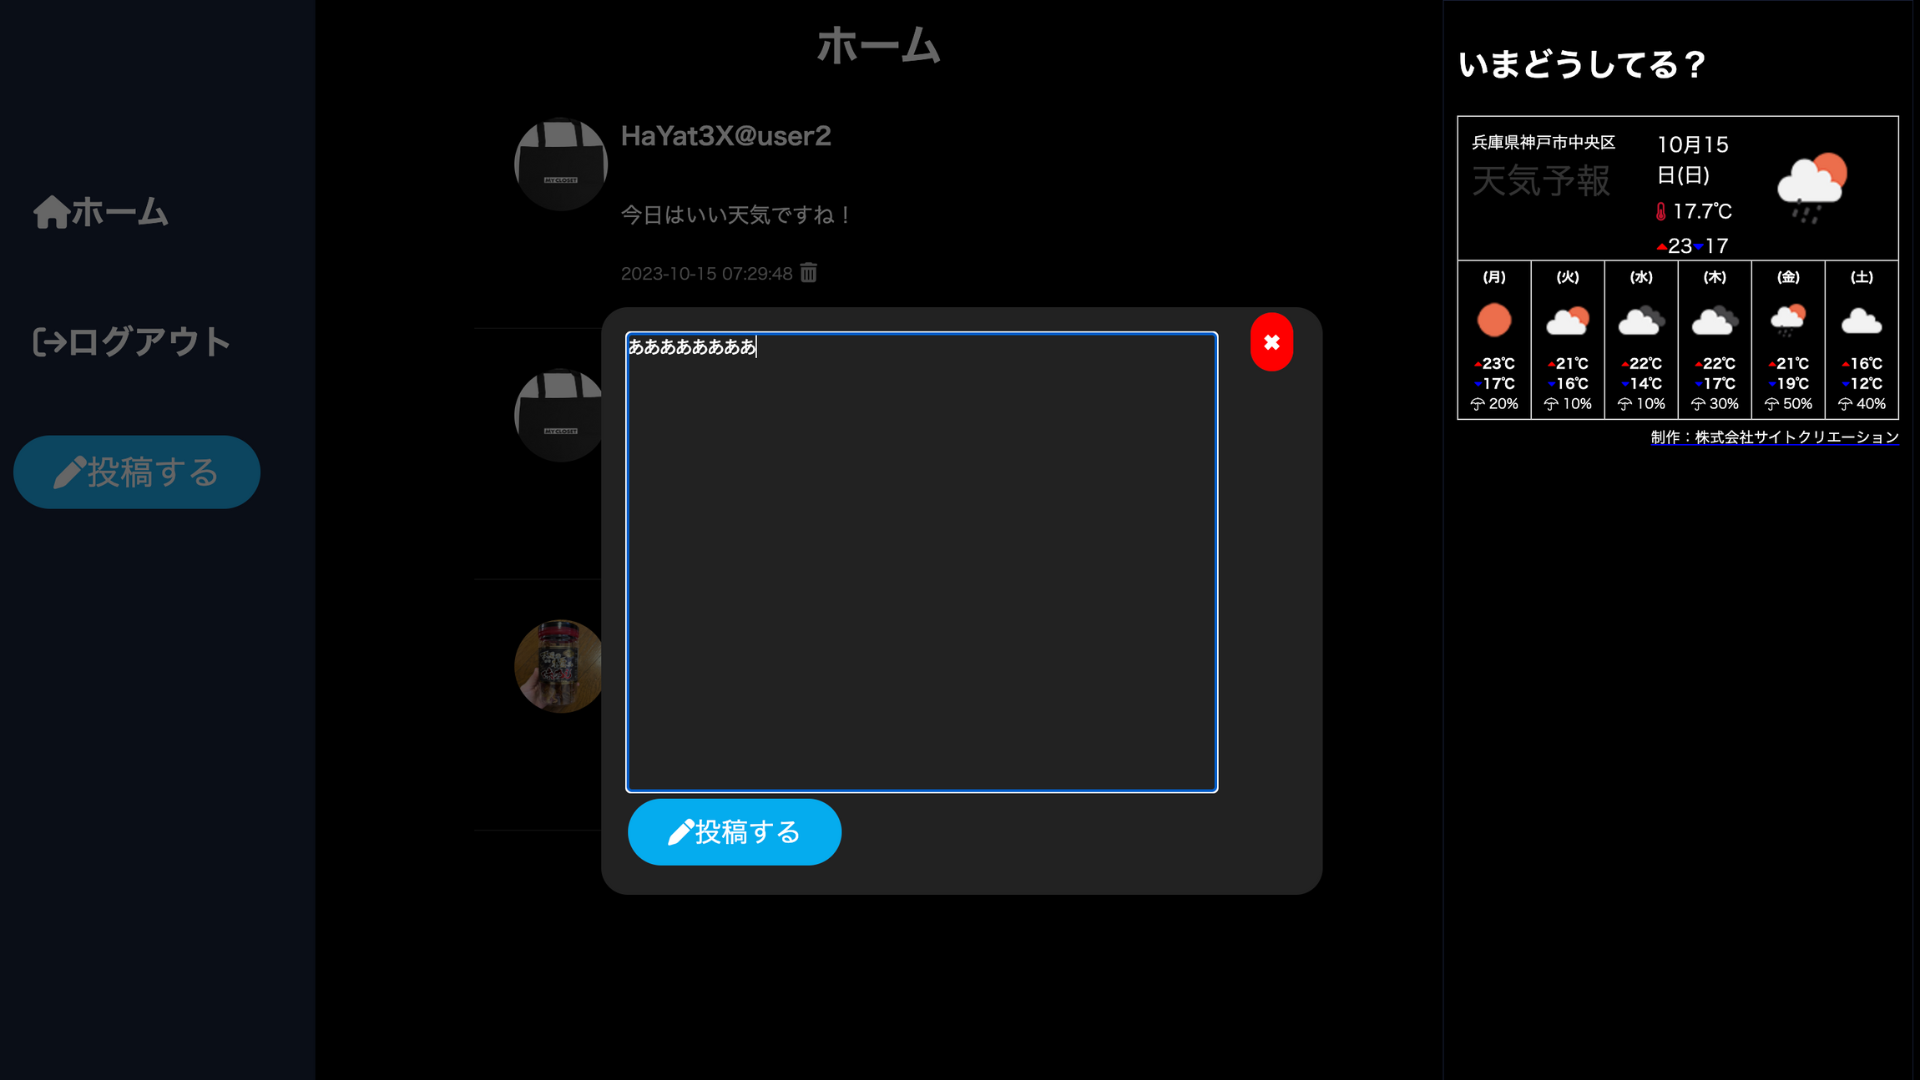 ホーム
ログアウト
投稿する
ホーム
HaYat3X@user2
今日はいい天気ですね！
2023-10-15 07:29:48
MY CLOSET
MY CLOSET
ああああああああ
投稿する
いまどうしてる？
兵庫県神戸市中央区
天気予報
10月15
日(日)
17.7℃
23 17
(月) (火) (水) (木) (金) (土)
23℃ 21℃ 22℃ 22℃ 21℃ 16℃
17℃ 16℃ 14℃ 17℃ 19℃ 12℃
20% 10% 10% 30% 50% 40%
制作：株式会社サイトクリエーション